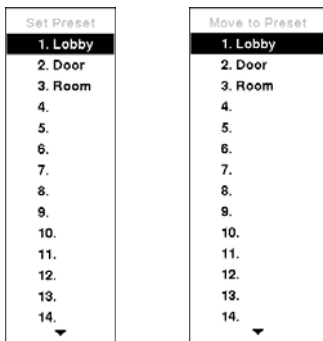 Set Preset
1. Lobby
2. Door
3. Room
4.
5.
6.
7.
8.
9.
10.
11.
12.
13.
14.
Move to Preset
1. Lobby
2. Door
3. Room
4.
5.
6.
7.
8.
9.
10.
11.
12.
13.
14.